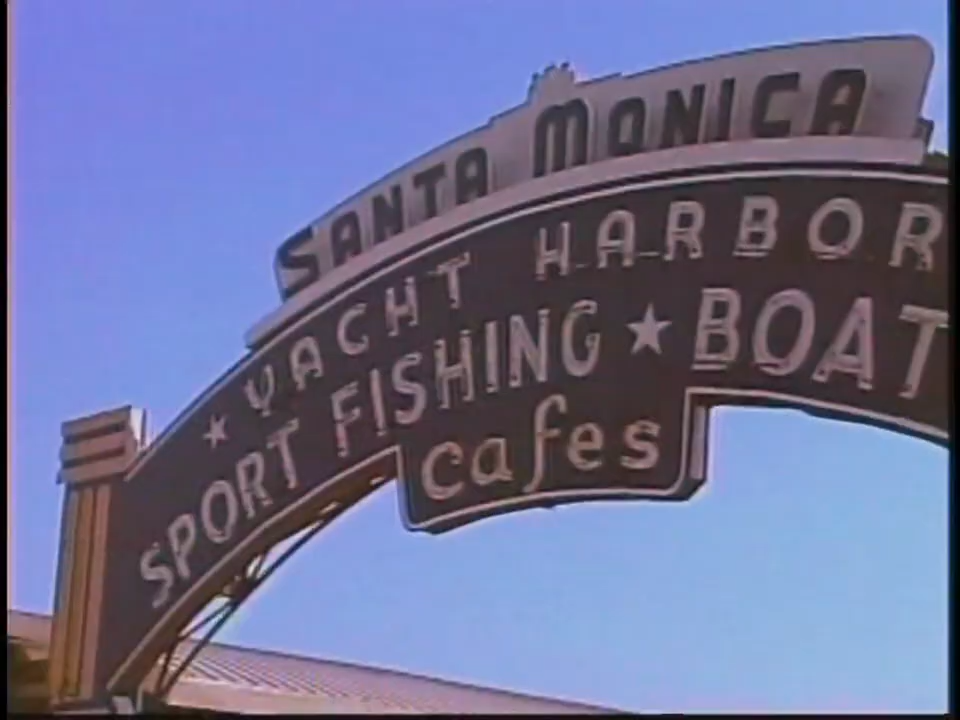 SANTA MONICA
★ YACHT HARBOR
SPORT FISHING ★ BOAT
cafes